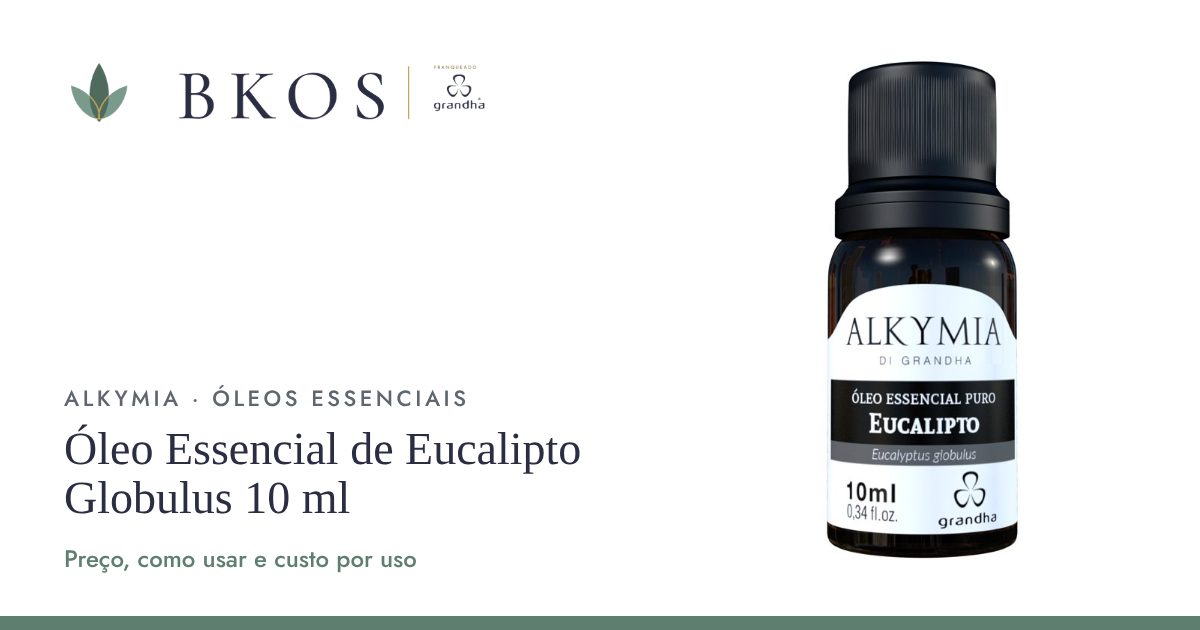 BKOS
FRANQUEADO
grandha
ALKYMIA · ÓLEOS ESSENCIAIS
Óleo Essencial de Eucalipto
Globulus 10 ml
Preço, como usar e custo por uso
ALKYMIA
DI GRANDHA
ÓLEO ESSENCIAL PURO
EUCALIPTO
Eucalyptus globulus
10ml
0,34 fl.oz.
grandha